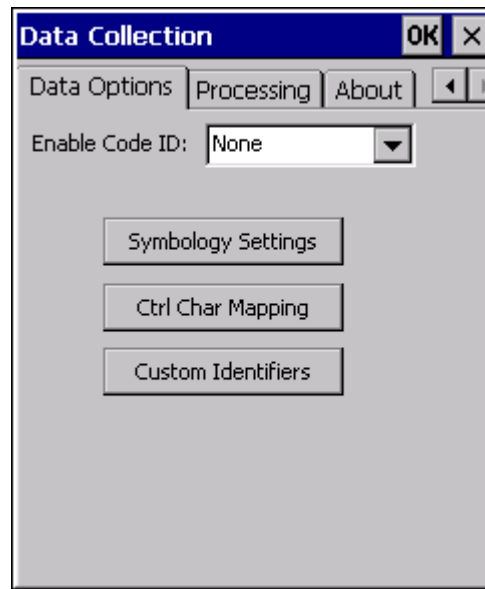 Data Collection OK ×
Data Options Processing About
Enable Code ID: None
Symbology Settings
Ctrl Char Mapping
Custom Identifiers